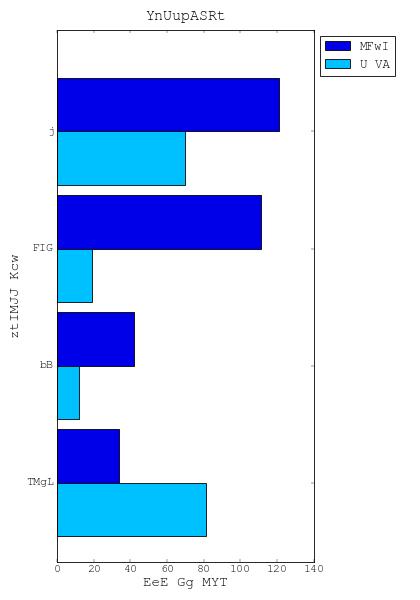 YnUupASRt
MFwI
U VA
j
FIG
bB
TMgL
ztIMJJ Kcw
0 20 40 60 80 100 120 140
EeE Gg MYT